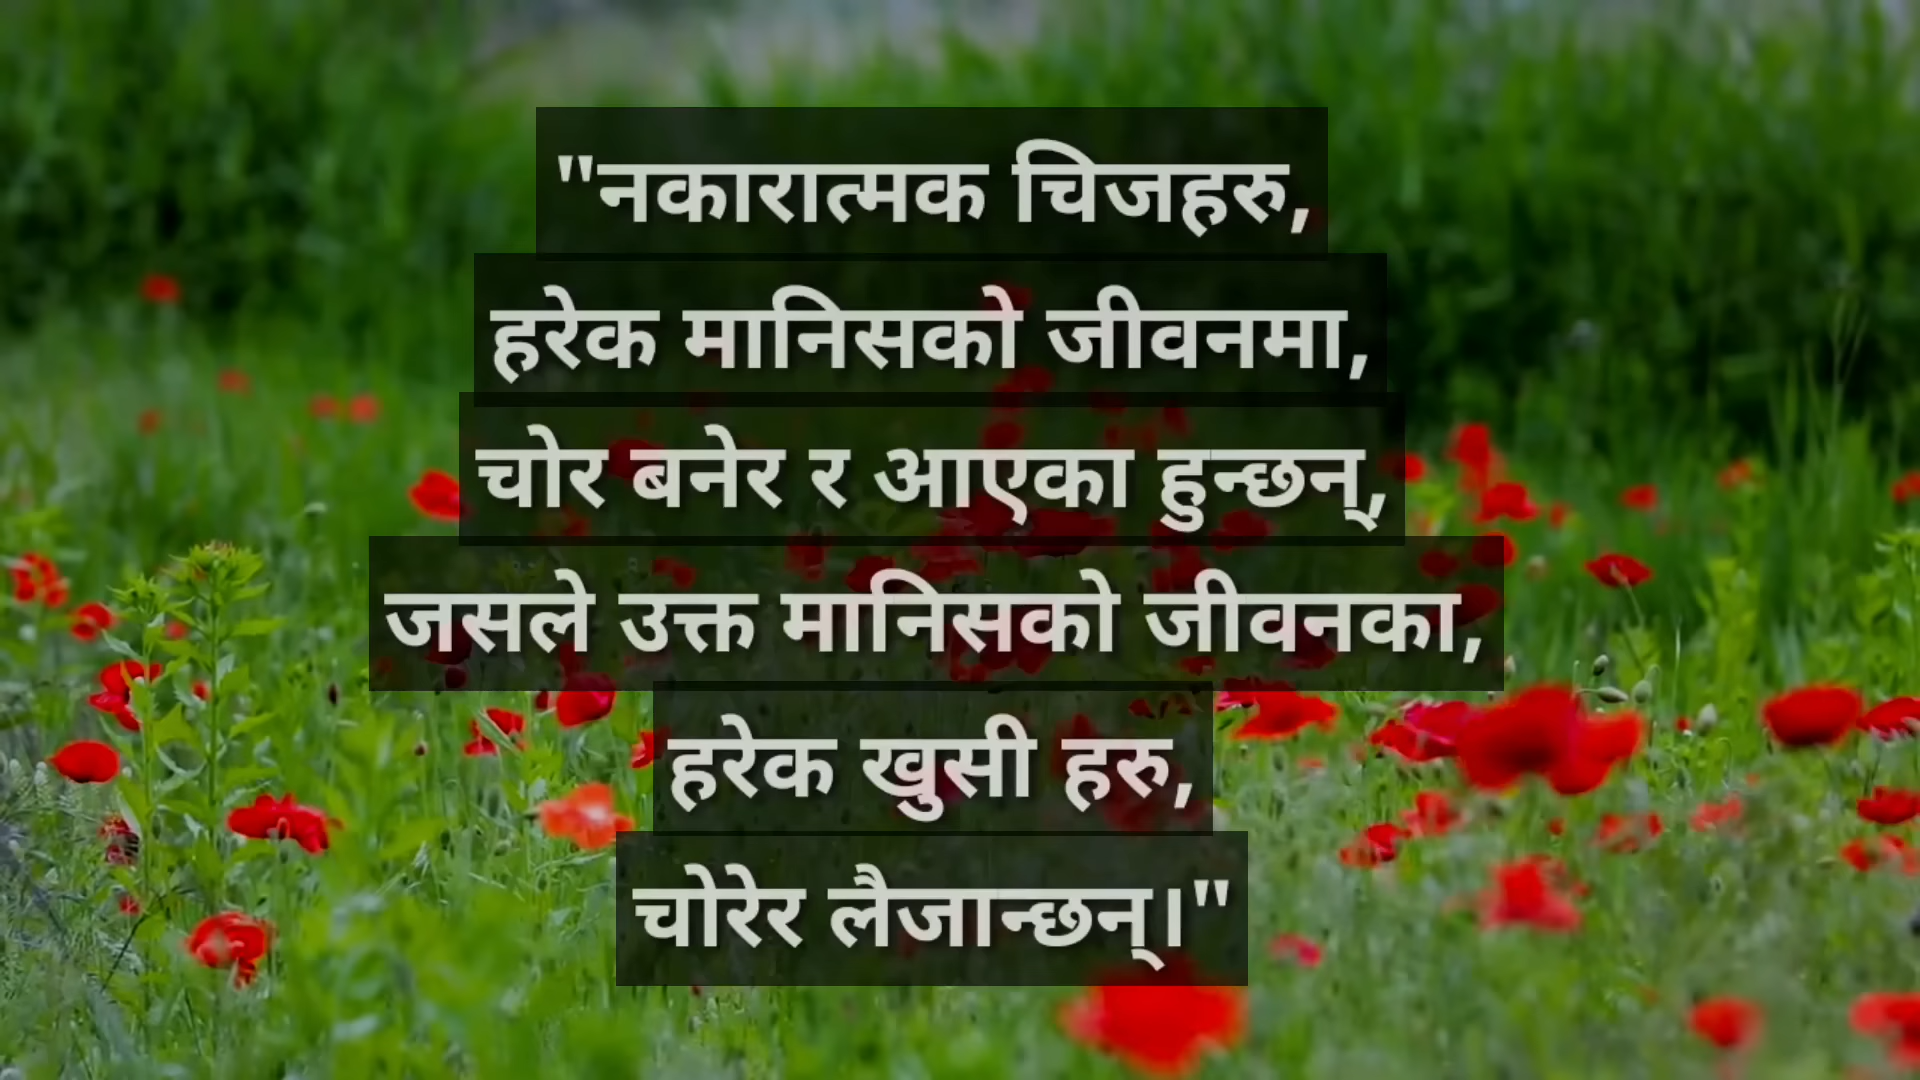 "नकारात्मक चिजहरु,
हरेक मानिसको जीवनमा,
चोर बनेर र आएका हुन्छन्,
जसले उक्त मानिसको जीवनका,
हरेक खुसी हरु,
चोरेर लैजान्छन्।"